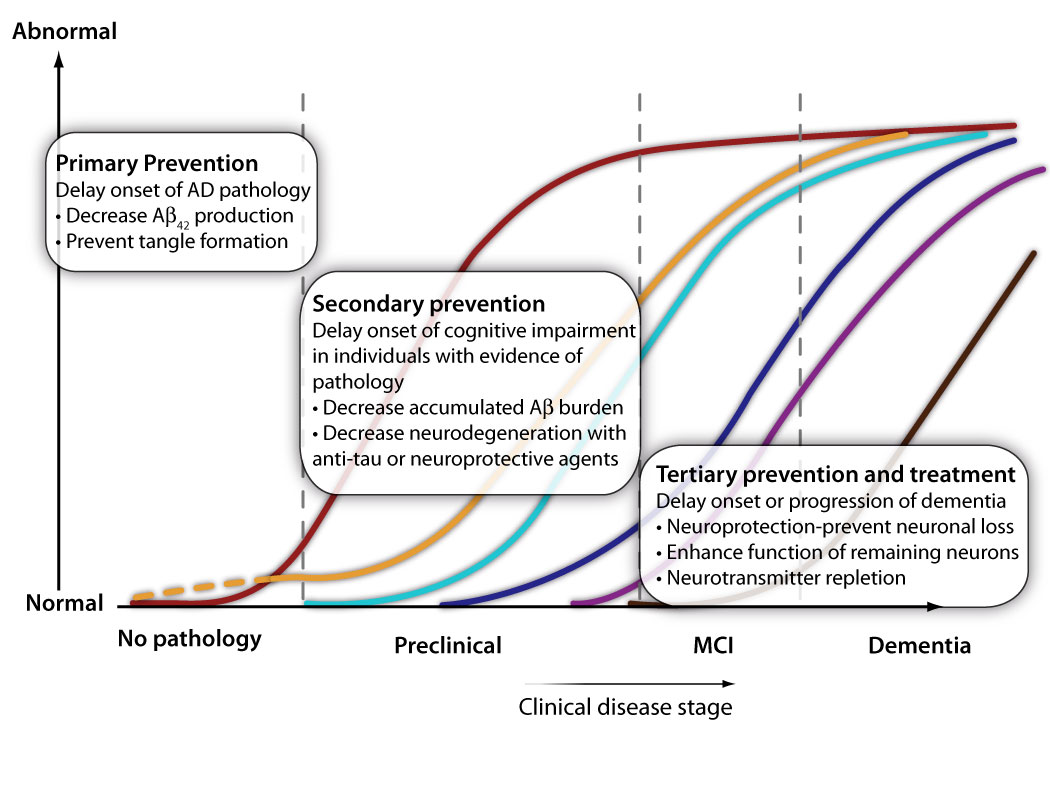 Abnormal
Primary Prevention
Delay onset of AD pathology
• Decrease Aβ42 production
• Prevent tangle formation
Secondary prevention
Delay onset of cognitive impairment
in individuals with evidence of
pathology
• Decrease accumulated Aβ burden
• Decrease neurodegeneration with
anti-tau or neuroprotective agents
Tertiary prevention and treatment
Delay onset or progression of dementia
• Neuroprotection-prevent neuronal loss
• Enhance function of remaining neurons
• Neurotransmitter repletion
Normal
No pathology
Preclinical
MCI
Dementia
Clinical disease stage